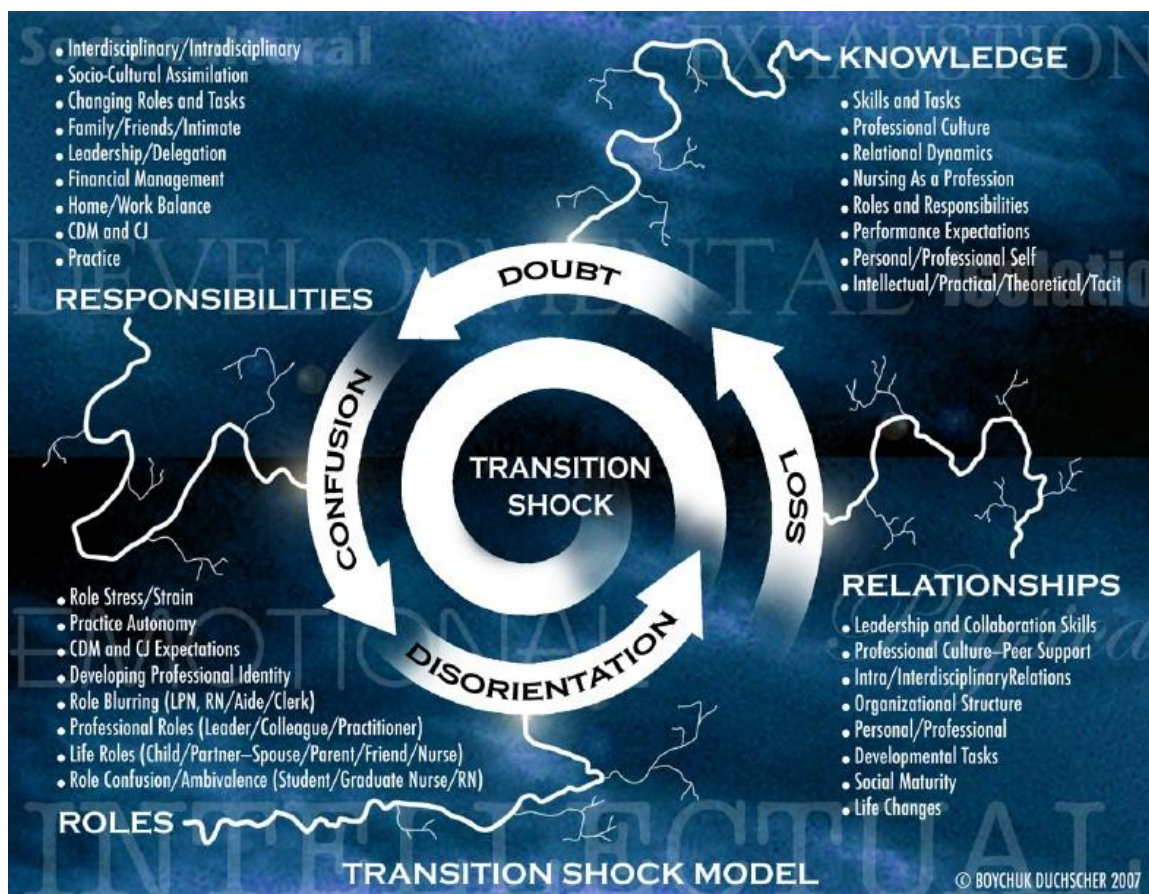 Sociocultural
• Interdisciplinary/Intradisciplinary
• Socio-Cultural Assimilation
• Changing Roles and Tasks
• Family/Friends/Intimate
• Leadership/Delegation
• Financial Management
• Home/Work Balance
• CDM and CJ
• Practice
RESPONSIBILITIES
EXHAUSTION
KNOWLEDGE
• Skills and Tasks
• Professional Culture
• Relational Dynamics
• Nursing As a Profession
• Roles and Responsibilities
• Performance Expectations
• Personal/Professional Self
• Intellectual/Practical/Theoretical/Tacit
DEVELOPMENTAL
Isolatio
DOUBT
CONFUSION
TRANSITION
SHOCK
LOSS
DISORIENTATION
EMOTIONAL
• Role Stress/Strain
• Practice Autonomy
• CDM and CJ Expectations
• Developing Professional Identity
• Role Blurring (LPN, RN/Aide/Clerk)
• Professional Roles (Leader/Colleague/Practitioner)
• Life Roles (Child/Partner–Spouse/Parent/Friend/Nurse)
• Role Confusion/Ambivalence (Student/Graduate Nurse/RN)
ROLES
RELATIONSHIPS
• Leadership and Collaboration Skills
• Professional Culture–Peer Support
• Intra/InterdisciplinaryRelations
• Organizational Structure
• Personal/Professional
• Developmental Tasks
• Social Maturity
• Life Changes
INTELLECTUAL
TRANSITION SHOCK MODEL
© BOYCHUK DUCHSCHER 2007